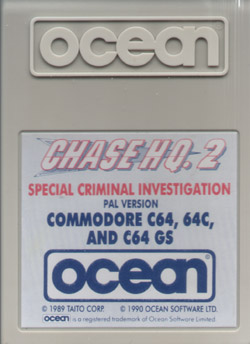 ocean
CHASE H.Q. 2
SPECIAL CRIMINAL INVESTIGATION
PAL VERSION
COMMODORE C64, 64C,
AND C64 GS
ocean®
© 1989 TAITO CORP. © 1990 OCEAN SOFTWARE LTD.
ocean is a registered trademark of Ocean Software Limited.